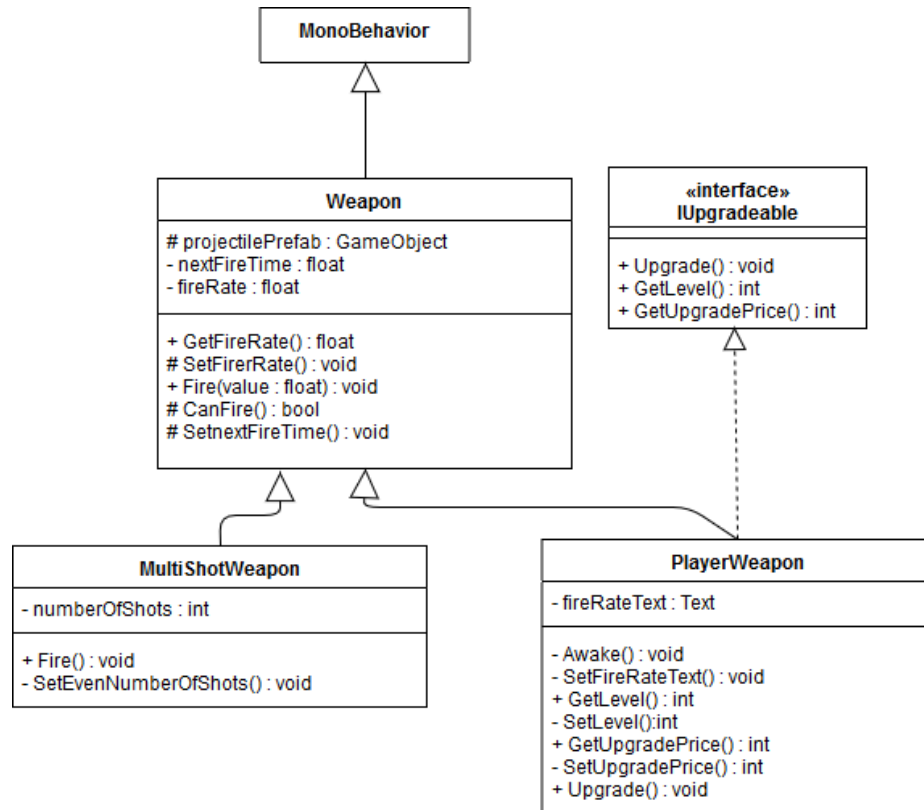 MonoBehavior
Weapon
# projectilePrefab : GameObject
- nextFireTime : float
- fireRate : float
+ GetFireRate() : float
# SetFirerRate() : void
+ Fire(value : float) : void
# CanFire() : bool
# SetnextFireTime() : void
«interface»
IUpgradeable
+ Upgrade() : void
+ GetLevel() : int
+ GetUpgradePrice() : int
MultiShotWeapon
- numberOfShots : int
+ Fire() : void
- SetEvenNumberOfShots() : void
PlayerWeapon
- fireRateText : Text
- Awake() : void
- SetFireRateText() : void
+ GetLevel() : int
- SetLevel():int
+ GetUpgradePrice() : int
- SetUpgradePrice() : int
+ Upgrade() : void